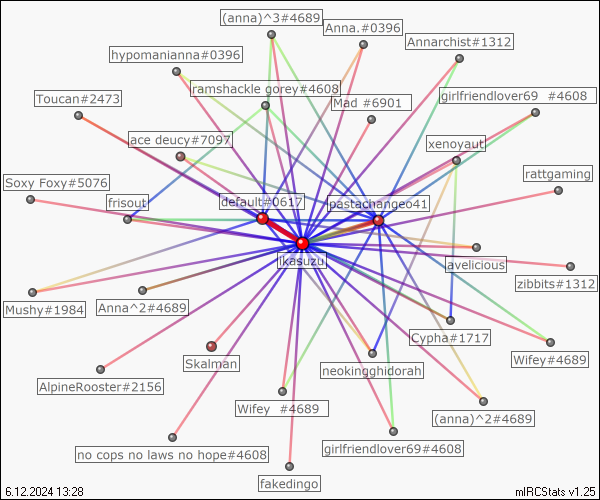 (anna)^3#4689
Anna.#0396
Annarchist#1312
hypomanianna#0396
ramshackle gorey#4608
Mad #6901
girlfriendlover69 #4608
Toucan#2473
ace deucy#7097
xenoyaut
rattgaming
Soxy Foxy#5076
frisout
default#0617
pastachangeo41
ikasuzu
avelicious
zibbits#1312
Mushy#1984
Anna^2#4689
Cypha#1717
Wifey#4689
Skalman
neokingghidorah
AlpineRooster#2156
Wifey #4689
(anna)^2#4689
no cops no laws no hope#4608
girlfriendlover69#4608
fakedingo
6.12.2024 13:28
mIRCStats v1.25